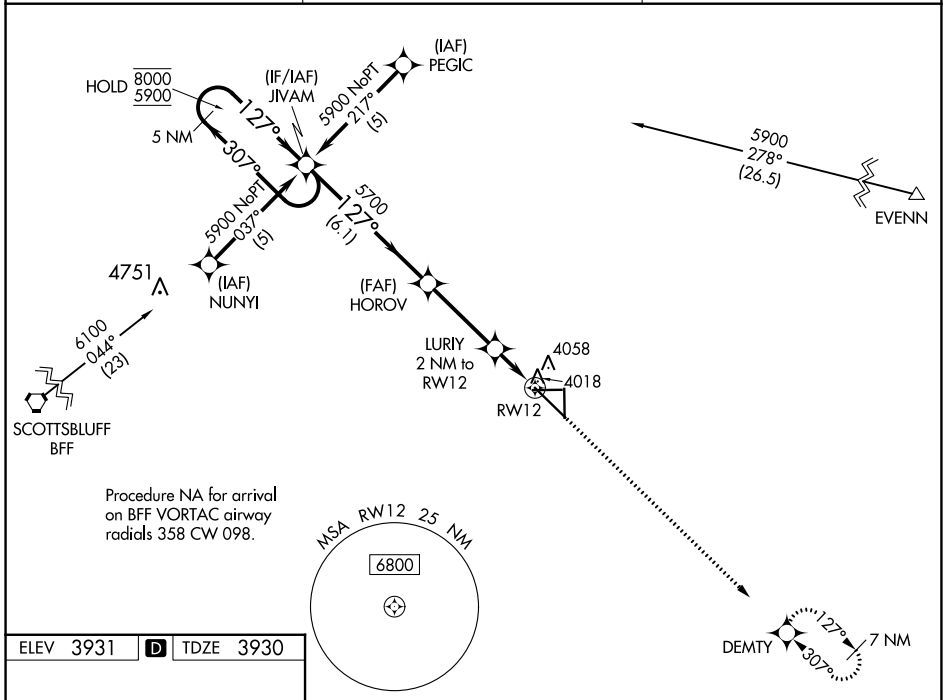 (IAF)
PEGIC
(IF/IAF)
JIVAM
HOLD 8000
5900
5 NM
127°
307°
5900 NoPT
217°
(5)
5900
278°
(26.5)
EVENN
5900 NoPT
037°
(5)
5700
127°
(6.1)
4751
(IAF)
NUNYI
(FAF)
HOROV
6100
044°
(23)
LURIY
2 NM to
RW12
4058
4018
RW12
SCOTTSBLUFF
BFF
Procedure NA for arrival
on BFF VORTAC airway
radials 358 CW 098.
MSA RW12 25 NM
6800
DEMTY
127°
307°
7 NM
ELEV 3931 D TDZE 3930